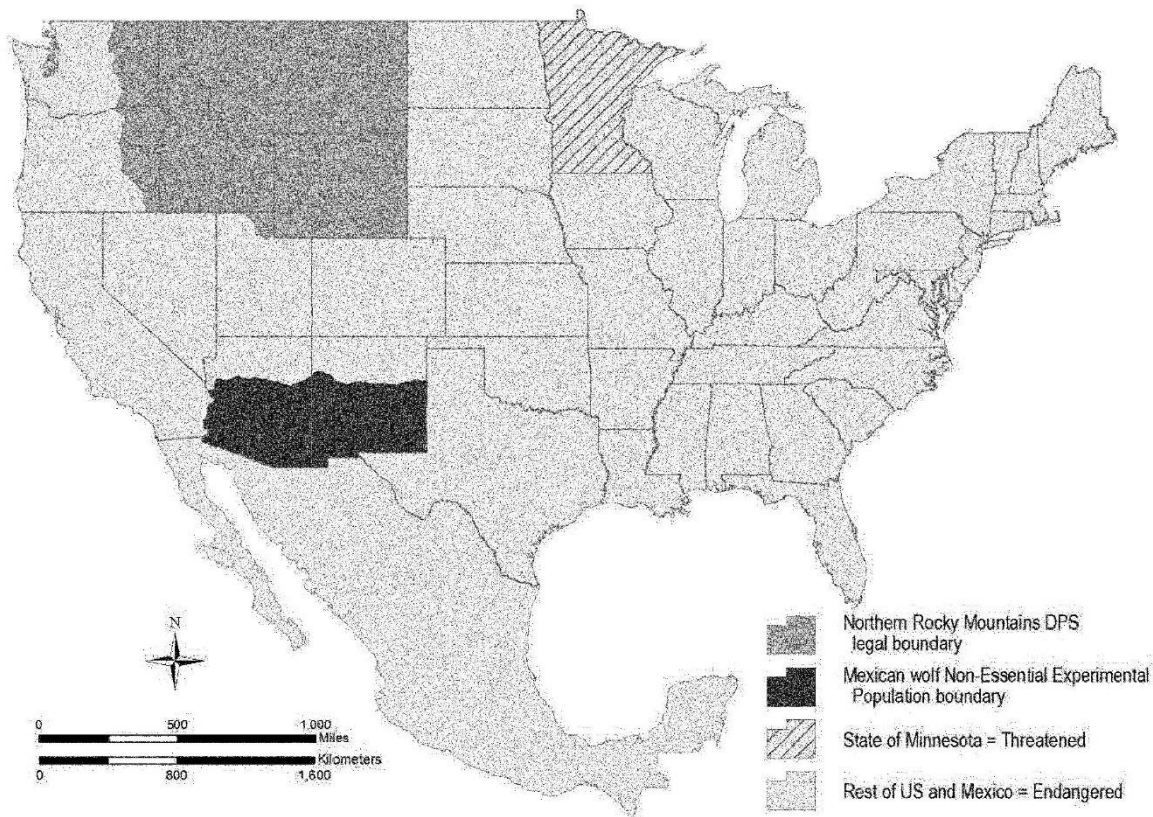 Northern Rocky Mountains DPS
legal boundary
Mexican wolf Non-Essential Experimental
Population boundary
State of Minnesota = Threatened
Rest of US and Mexico = Endangered
N
0 500 1,000
Miles
Kilometers
0 800 1,600